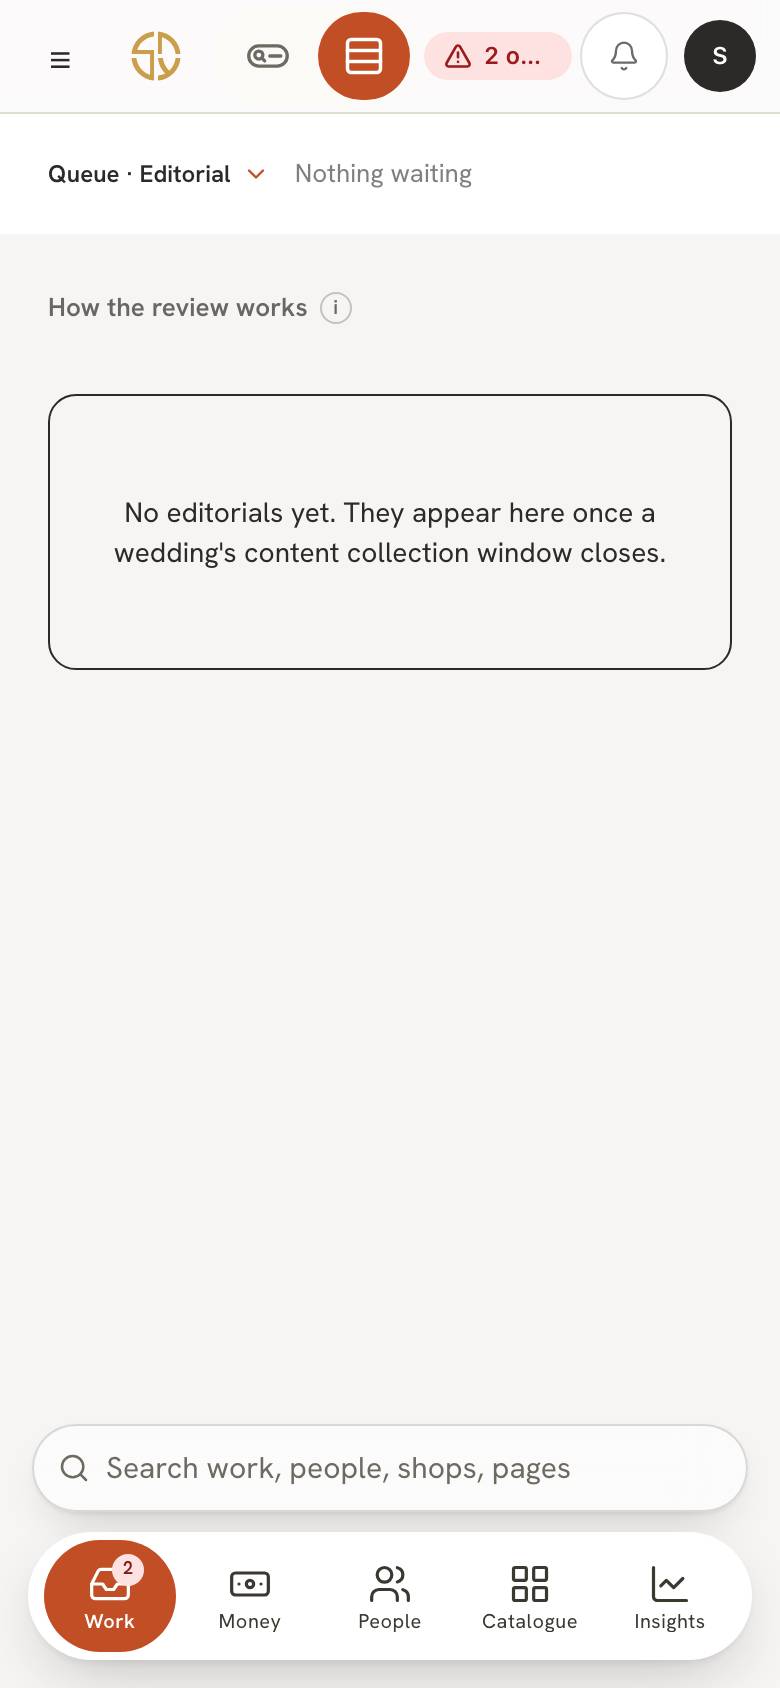 2 o...
S
Queue · Editorial
Nothing waiting
How the review works
i
No editorials yet. They appear here once a
wedding's content collection window closes.
Search work, people, shops, pages
2
Work
Money
People
Catalogue
Insights